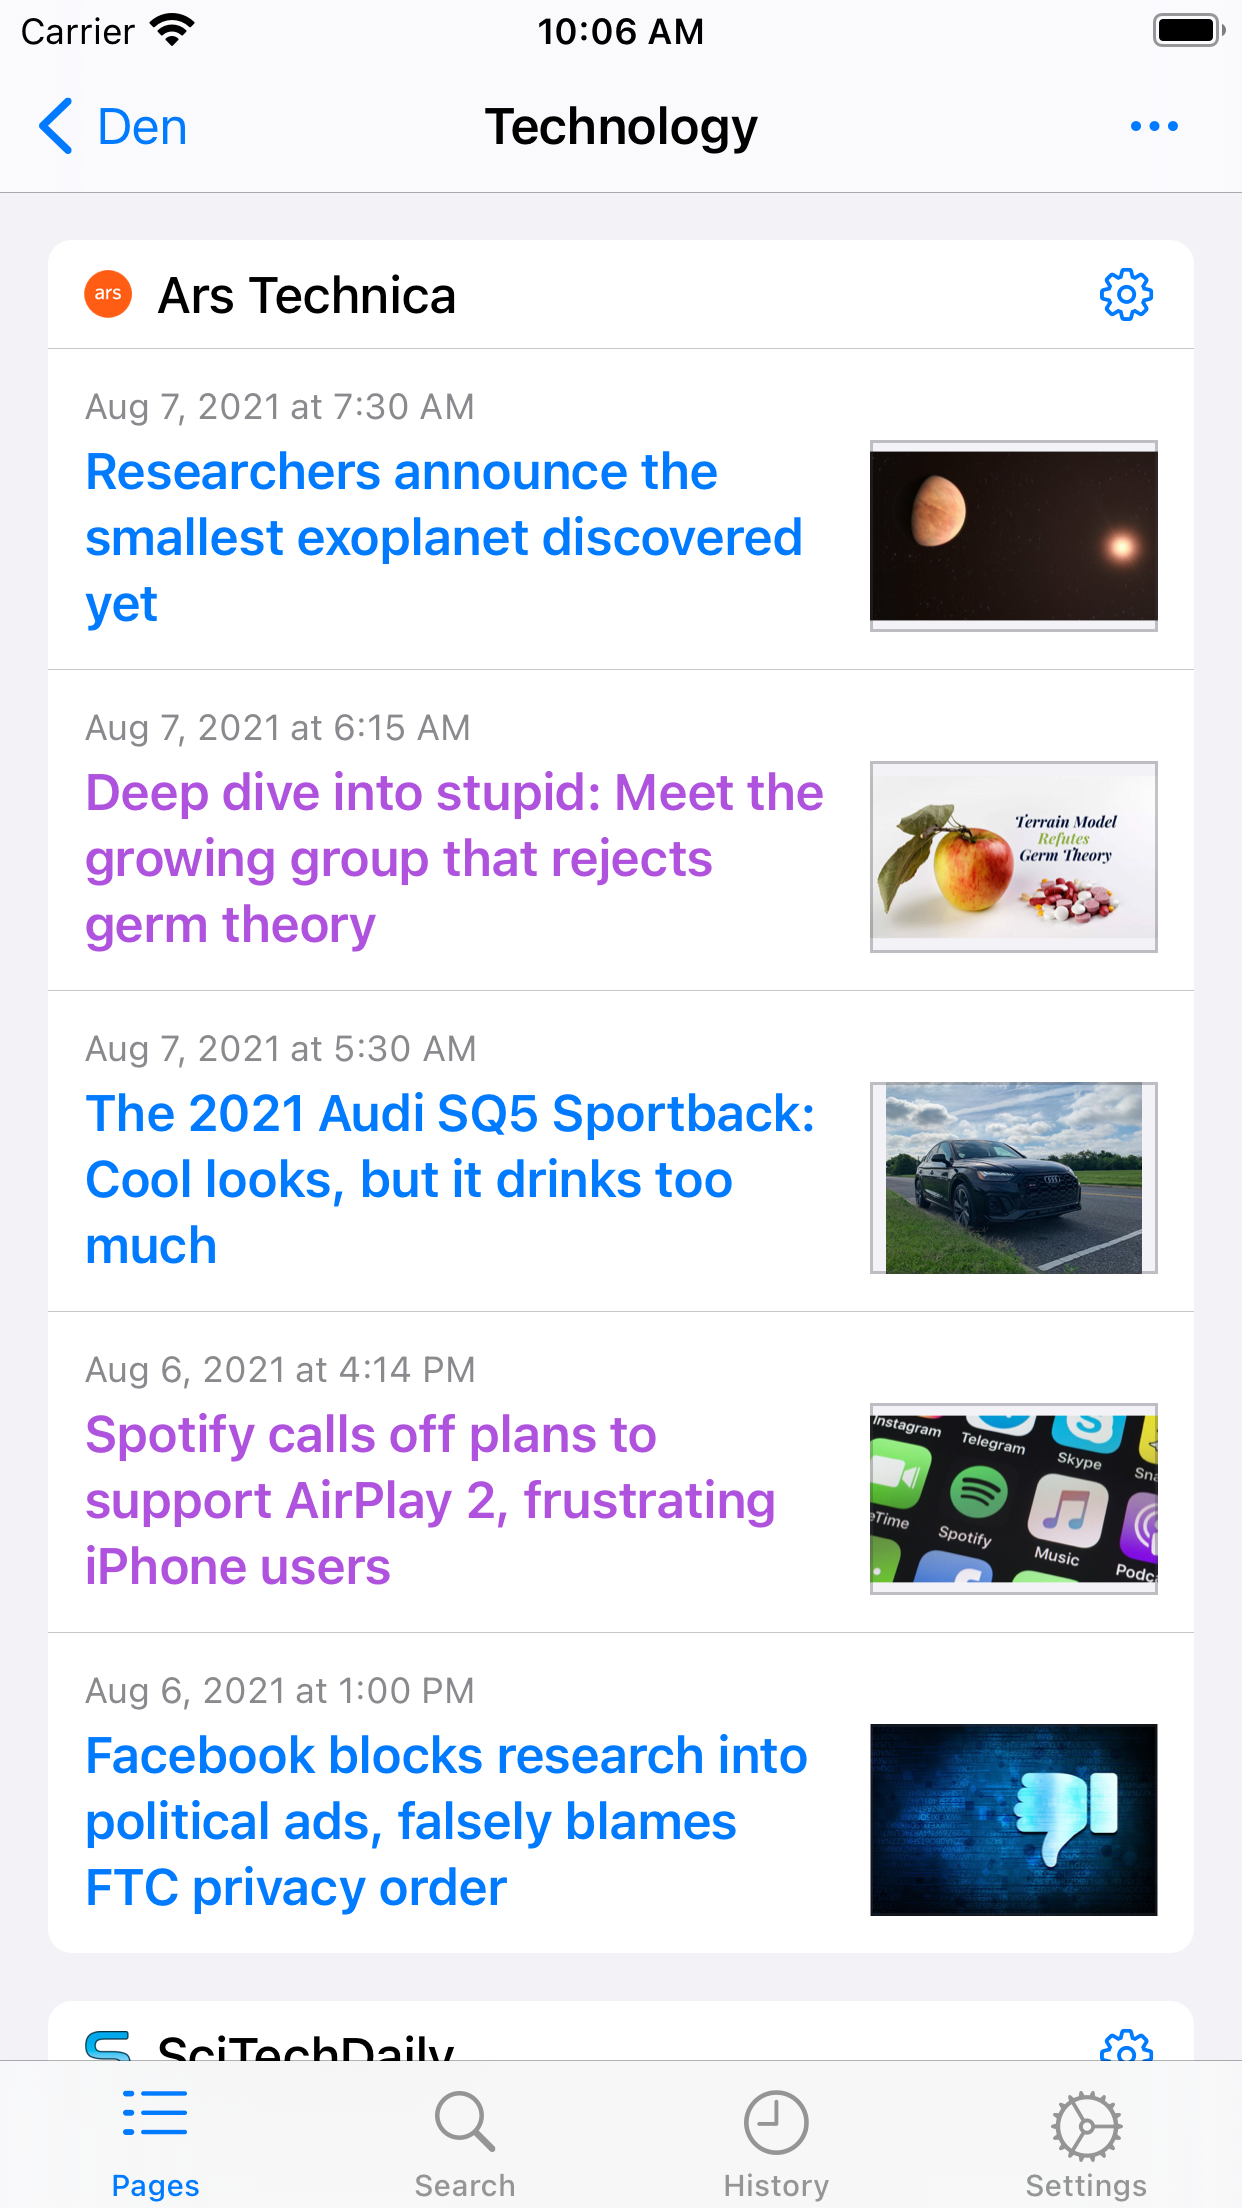 Carrier 10:06 AM
Den Technology
ars Ars Technica
Aug 7, 2021 at 7:30 AM
Researchers announce the
smallest exoplanet discovered
yet
Aug 7, 2021 at 6:15 AM
Deep dive into stupid: Meet the
growing group that rejects
germ theory
Terrain Model
Refutes
Germ Theory
Aug 7, 2021 at 5:30 AM
The 2021 Audi SQ5 Sportback:
Cool looks, but it drinks too
much
Aug 6, 2021 at 4:14 PM
Spotify calls off plans to
support AirPlay 2, frustrating
iPhone users
Instagram Telegram Skype Sna
eTime Spotify Music Podc
Aug 6, 2021 at 1:00 PM
Facebook blocks research into
political ads, falsely blames
FTC privacy order
SciTechDaily
Pages Search History Settings